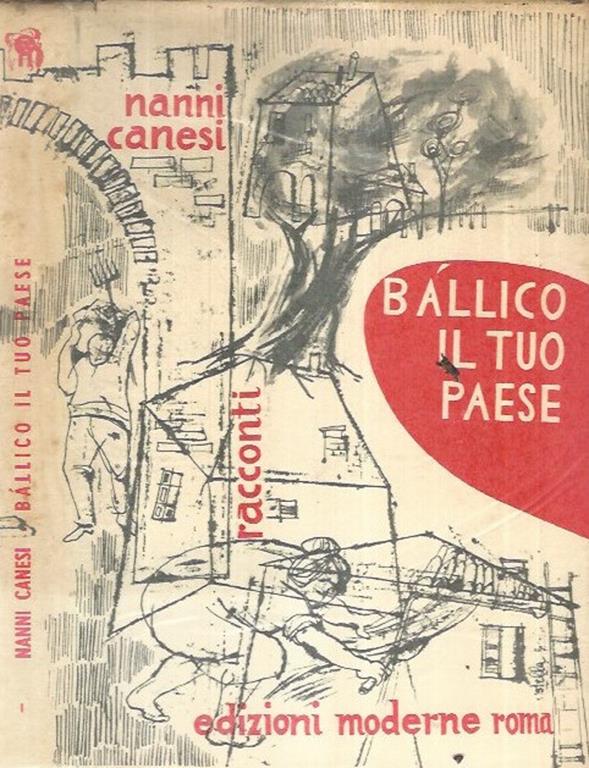 nanni
canesi
BÁLLICO
IL TUO
PAESE
racconti
edizioni moderne roma
NANNI CANESI BÁLLICO IL TUO PAESE